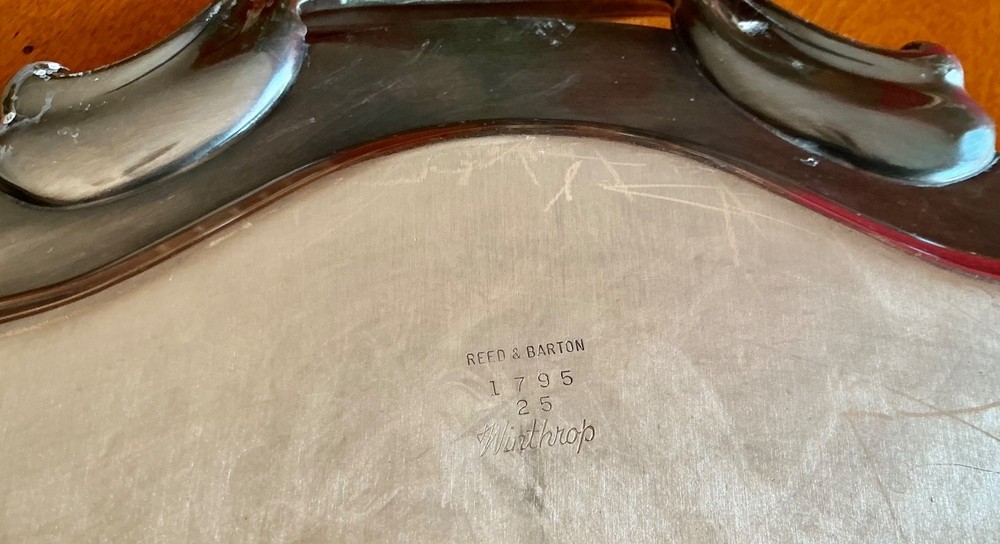 REED & BARTON
1795
25
Winthrop